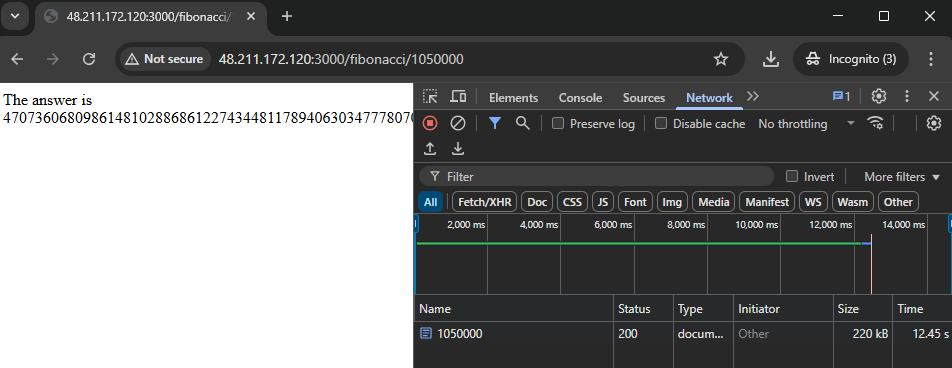 48.211.172.120:3000/fibonacci/
Not secure 48.211.172.120:3000/fibonacci/1050000 Incognito (3)
The answer is
Elements Console Sources Network 1
Preserve log Disable cache No throttling
Filter Invert More filters
All Fetch/XHR Doc CSS JS Font Img Media Manifest WS Wasm Other
2,000 ms 4,000 ms 6,000 ms 8,000 ms 10,000 ms 12,000 ms 14,000 ms
Name Status Type Initiator Size Time
1050000 200 docum... Other 220 kB 12.45 s